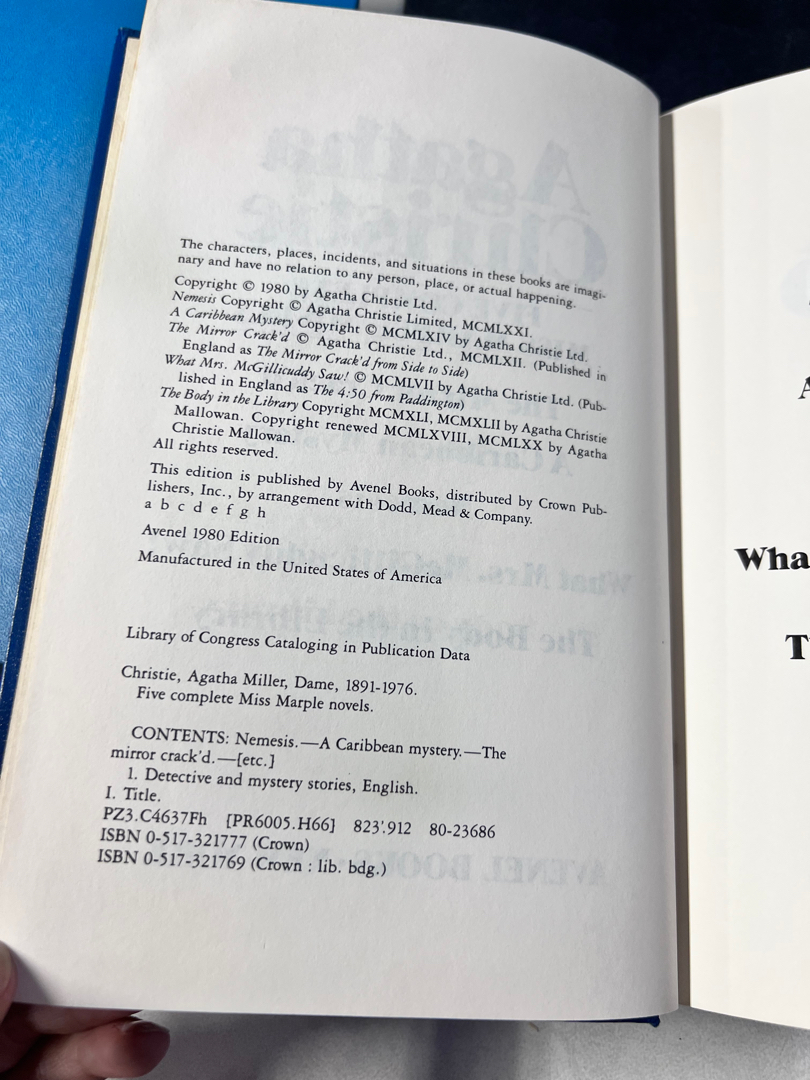 The characters, places, incidents, and situations in these books are imagi-
nary and have no relation to any person, place, or actual happening.
Copyright © 1980 by Agatha Christie Ltd.
Nemesis Copyright © Agatha Christie Limited, MCMLXXI.
A Caribbean Mystery Copyright © MCMLXIV by Agatha Christie Ltd.
The Mirror Crack'd © Agatha Christie Ltd., MCMLXII. (Published in
England as The Mirror Crack'd from Side to Side)
What Mrs. McGillicuddy Saw! © MCMLVII by Agatha Christie Ltd. (Pub-
lished in England as The 4:50 from Paddington)
The Body in the Library Copyright MCMXLI, MCMXLII by Agatha Christie
Mallowan. Copyright renewed MCMLXVIII, MCMLXX by Agatha
Christie Mallowan.
All rights reserved.
This edition is published by Avenel Books, distributed by Crown Pub-
lishers, Inc., by arrangement with Dodd, Mead & Company.
a b c d e f g h
Avenel 1980 Edition
Manufactured in the United States of America
Library of Congress Cataloging in Publication Data
Christie, Agatha Miller, Dame, 1891-1976.
Five complete Miss Marple novels.
CONTENTS: Nemesis.—A Caribbean mystery.—The
mirror crack'd.—[etc.]
1. Detective and mystery stories, English.
I. Title.
PZ3.C4637Fh [PR6005.H66] 823'.912 80-23686
ISBN 0-517-321777 (Crown)
ISBN 0-517-321769 (Crown : lib. bdg.)
A
Wha
T